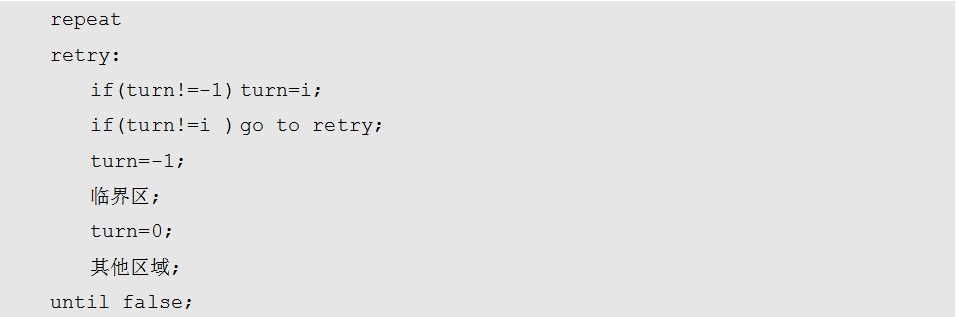 repeat
retry:
if(turn!=-1) turn=i;
if(turn!=i ) go to retry;
turn=-1;
临界区;
turn=0;
其他区域;
until false;